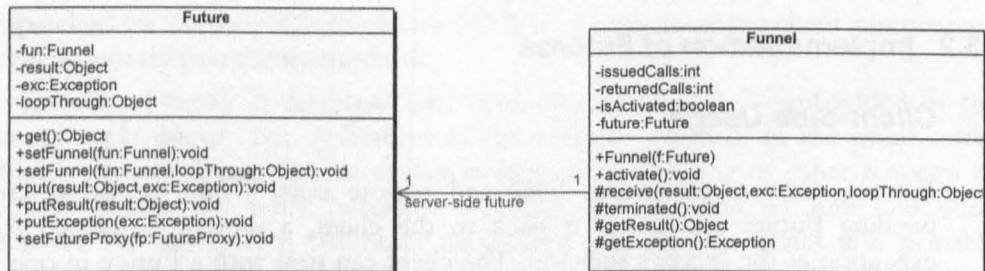 Future
-fun:Funnel
-result:Object
-exc:Exception
-loopThrough:Object
+get():Object
+setFunnel(fun:Funnel):void
+setFunnel(fun:Funnel,loopThrough:Object):void
+put(result:Object,exc:Exception):void
+putResult(result:Object):void
+putException(exc:Exception):void
+setFutureProxy(fp:FutureProxy):void
1
server-side future
Funnel
-issuedCalls:int
-returnedCalls:int
-isActivated:boolean
-future:Future
+Funnel(f:Future)
+activate():void
#receive(result:Object,exc:Exception,loopThrough:Object
#terminated():void
#getResult():Object
#getException():Exception